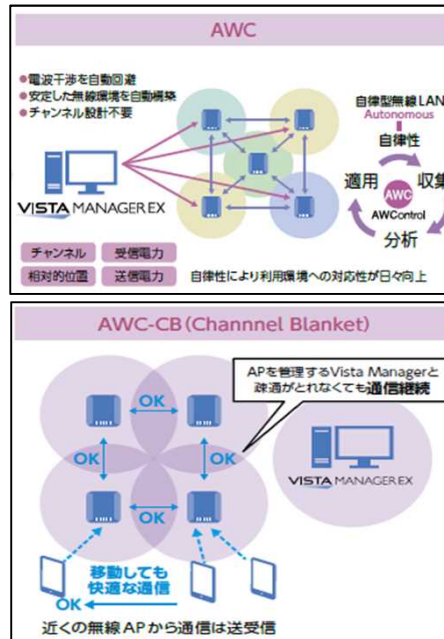 AWC
●電波干渉を自動回避
●安定した無線環境を自動構築
●チャンネル設計不要
VISTA MANAGER EX
自律型無線LAN
Autonomous
自律性
適用
収集
AWC
AWControl
分析
チャンネル
受信電力
相対的位置
送信電力
自律性により利用環境への対応性が日々向上
AWC-CB(Channnel Blanket)
APを管理するVista Managerと
疎通がとれなくても通信継続
OK
OK
OK
OK
VISTA MANAGER EX
移動しても
快適な通信
OK
近くの無線APから通信は送受信